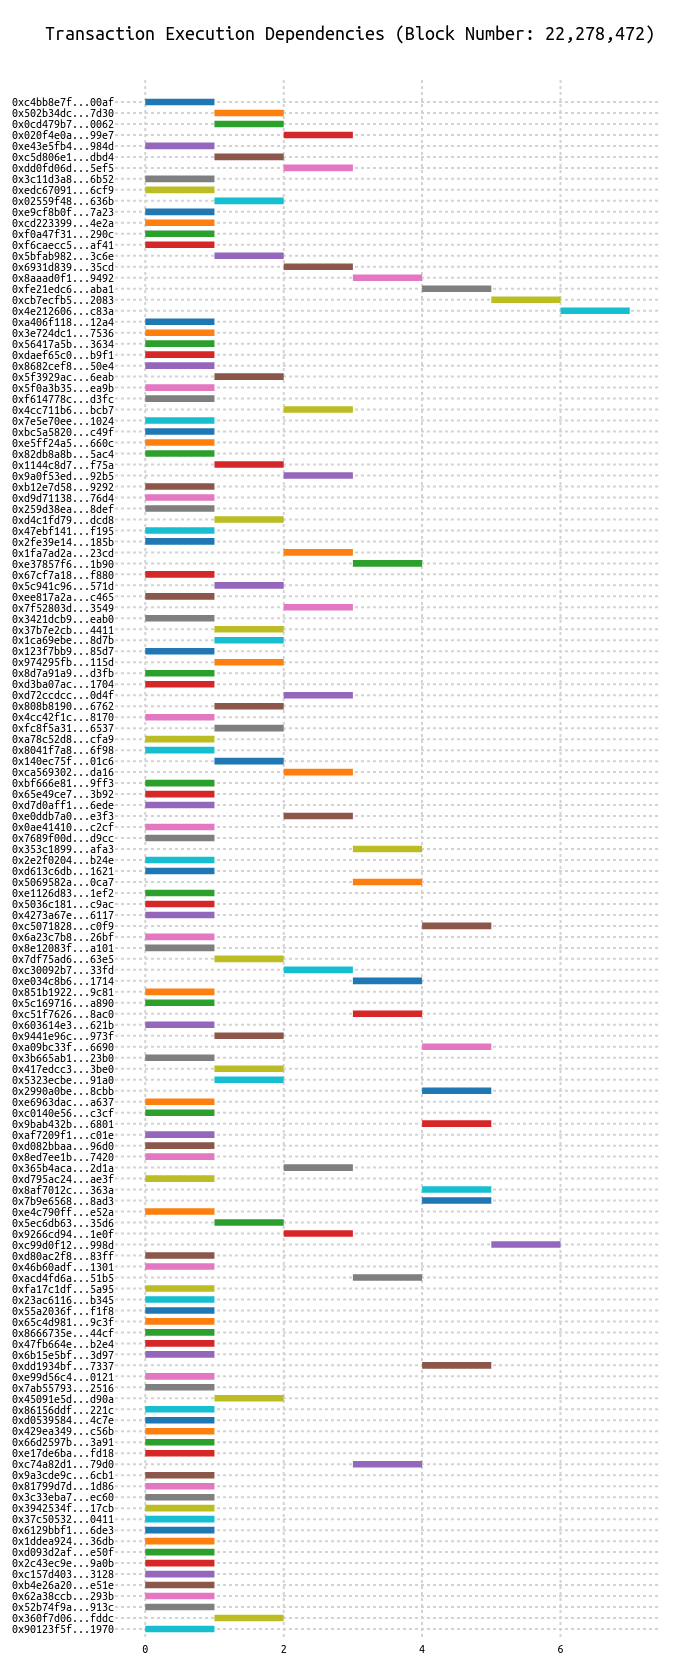 Transaction Execution Dependencies (Block Number: 22,278,472)
0xc4bb8e7f...00af
0x502b34dc...7d30
0x0cd479b7...0062
0x020f4e0a...99e7
0xe43e5fb4...984d
0xc5d806e1...dbd4
0xdd0fd06d...5ef5
0x3c11d3a8...6b52
0xedc67091...6cf9
0x02559f48...636b
0xe9cf8b0f...7a23
0xcd223399...4e2a
0xf0a47f31...290c
0xf6caecc5...af41
0x5bfab982...3c6e
0x6931d839...35cd
0x8aaad0f1...9492
0xfe21edc6...aba1
0xcb7ecfb5...2083
0x4e212606...c83a
0xa406f118...12a4
0x3e724dc1...7536
0x56417a5b...3634
0xdaef65c0...b9f1
0x8682cef8...50e4
0x5f3929ac...6eab
0x5f0a3b35...ea9b
0xf614778c...d3fc
0x4cc711b6...bcb7
0x7e5e70ee...1024
0xbc5a5820...c49f
0xe5ff24a5...660c
0x82db8a8b...5ac4
0x1144c8d7...f75a
0x9a0f53ed...92b5
0xb12e7d58...9292
0xd9d71138...76d4
0x259d38ea...8def
0xd4c1fd79...dcd8
0x47ebf141...f195
0x2fe39e14...185b
0x1fa7ad2a...23cd
0xe37857f6...1b90
0x67cf7a18...f880
0x5c941c96...571d
0xee817a2a...c465
0x7f52803d...3549
0x3421dcb9...eab0
0x37b7e2cb...4411
0x1ca69ebe...8d7b
0x123f7bb9...85d7
0x974295fb...115d
0x8d7a91a9...d3fb
0xd3ba07ac...1704
0xd72ccdcc...0d4f
0x808b8190...6762
0x4cc42f1c...8170
0xfc8f5a31...6537
0xa78c52d8...cfa9
0x8041f7a8...6f98
0x140ec75f...01c6
0xca569302...da16
0xbf666e81...9ff3
0x65e49ce7...3b92
0xd7d0aff1...6ede
0xe0ddb7a0...e3f3
0x0ae41410...c2cf
0x7689f00d...d9cc
0x353c1899...afa3
0x2e2f0204...b24e
0xd613c6db...1621
0x5069582a...0ca7
0xe1126d83...1ef2
0x5036c181...c9ac
0x4273a67e...6117
0xc5071828...c0f9
0x6a23c7b8...26bf
0x8e12083f...a101
0x7df75ad6...63e5
0xc30092b7...33fd
0xe034c8b6...1714
0x851b1922...9c81
0x5c169716...a890
0xc51f7626...8ac0
0x603614e3...621b
0x9441e96c...973f
0xa09bc33f...6690
0x3b665ab1...23b0
0x417edcc3...3be0
0x5323ecbe...91a0
0x2990a0be...8cbb
0xe6963dac...a637
0xc0140e56...c3cf
0x9bab432b...6801
0xaf7209f1...c01e
0xd082bbaa...96d0
0x8ed7ee1b...7420
0x365b4aca...2d1a
0xd795ac24...ae3f
0x8af7012c...363a
0x7b9e6568...8ad3
0xe4c790ff...e52a
0x5ec6db63...35d6
0x9266cd94...1e0f
0xc99d0f12...998d
0xd80ac2f8...83ff
0x46b60adf...1301
0xacd4fd6a...51b5
0xfa17c1df...5a95
0x23ac6116...b345
0x55a2036f...f1f8
0x65c4d981...9c3f
0x8666735e...44cf
0x47fb664e...b2e4
0x6b15e5bf...3d97
0xdd1934bf...7337
0xe99d56c4...0121
0x7ab55793...2516
0x45091e5d...d90a
0x86156ddf...221c
0xd0539584...4c7e
0x429ea349...c56b
0x66d2597b...3a91
0xe17de6ba...fd18
0xc74a82d1...79d0
0x9a3cde9c...6cb1
0x81799d7d...1d86
0x3c33eba7...ec60
0x3942534f...17cb
0x37c50532...0411
0x6129bbf1...6de3
0x1ddea924...36db
0xd093d2af...e50f
0x2c43ec9e...9a0b
0xc157d403...3128
0xb4e26a20...e51e
0x62a38ccb...293b
0x52b74f9a...913c
0x360f7d06...fddc
0x90123f5f...1970
0 2 4 6